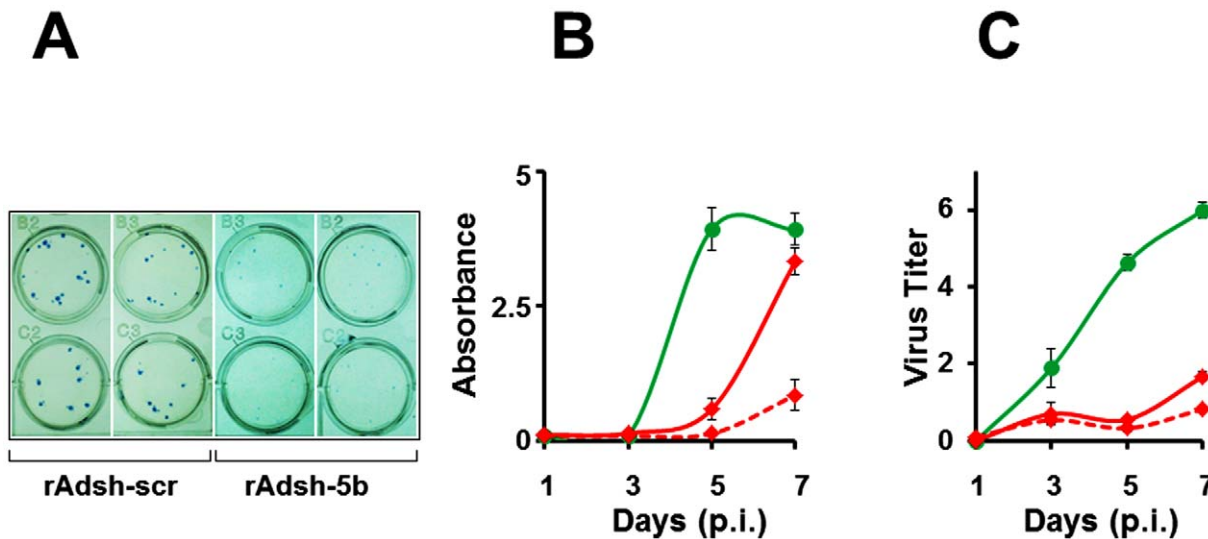 A
B
C
B2
B3
B3
B2
C2
C3
C3
C2
rAdsh-scr
rAdsh-5b
Absorbance
5
2.5
0
1
3
5
7
Days (p.i.)
Virus Titer
6
4
2
0
1
3
5
7
Days (p.i.)